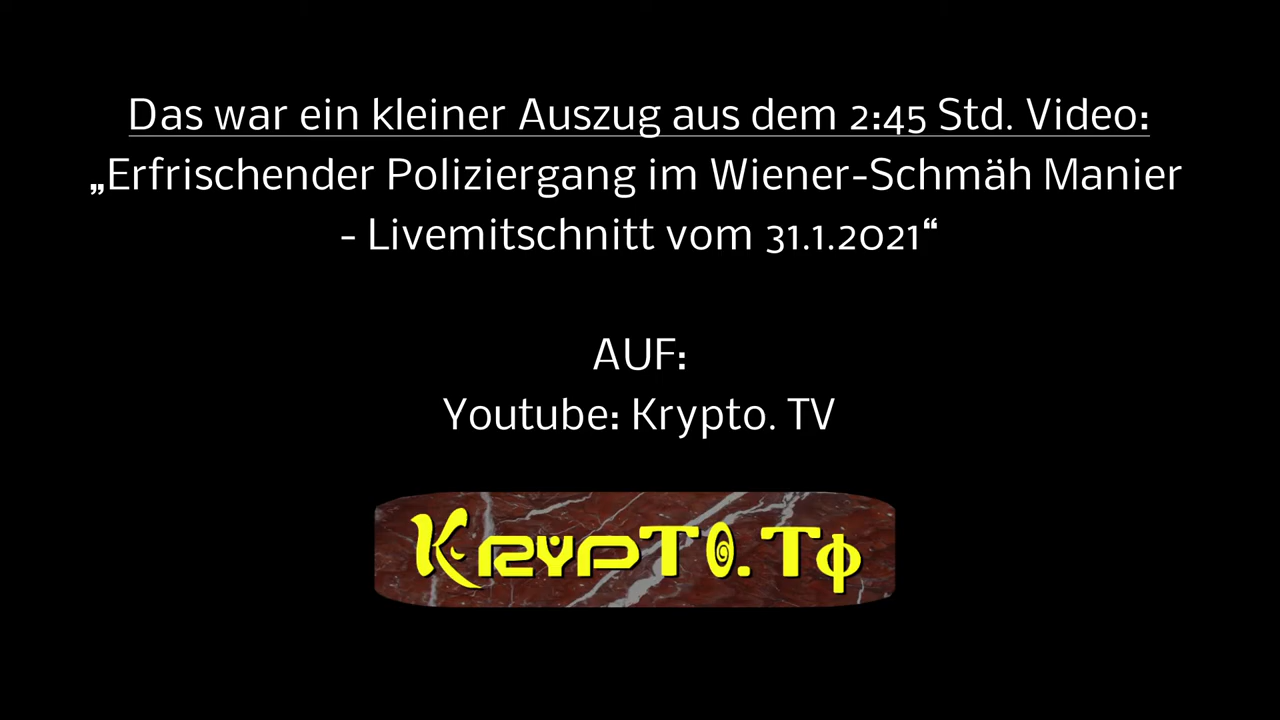 Das war ein kleiner Auszug aus dem 2:45 Std. Video:
„Erfrischender Poliziergang im Wiener-Schmäh Manier
- Livemitschnitt vom 31.1.2021“
AUF:
Youtube: Krypto. TV
KrypTO.Tφ